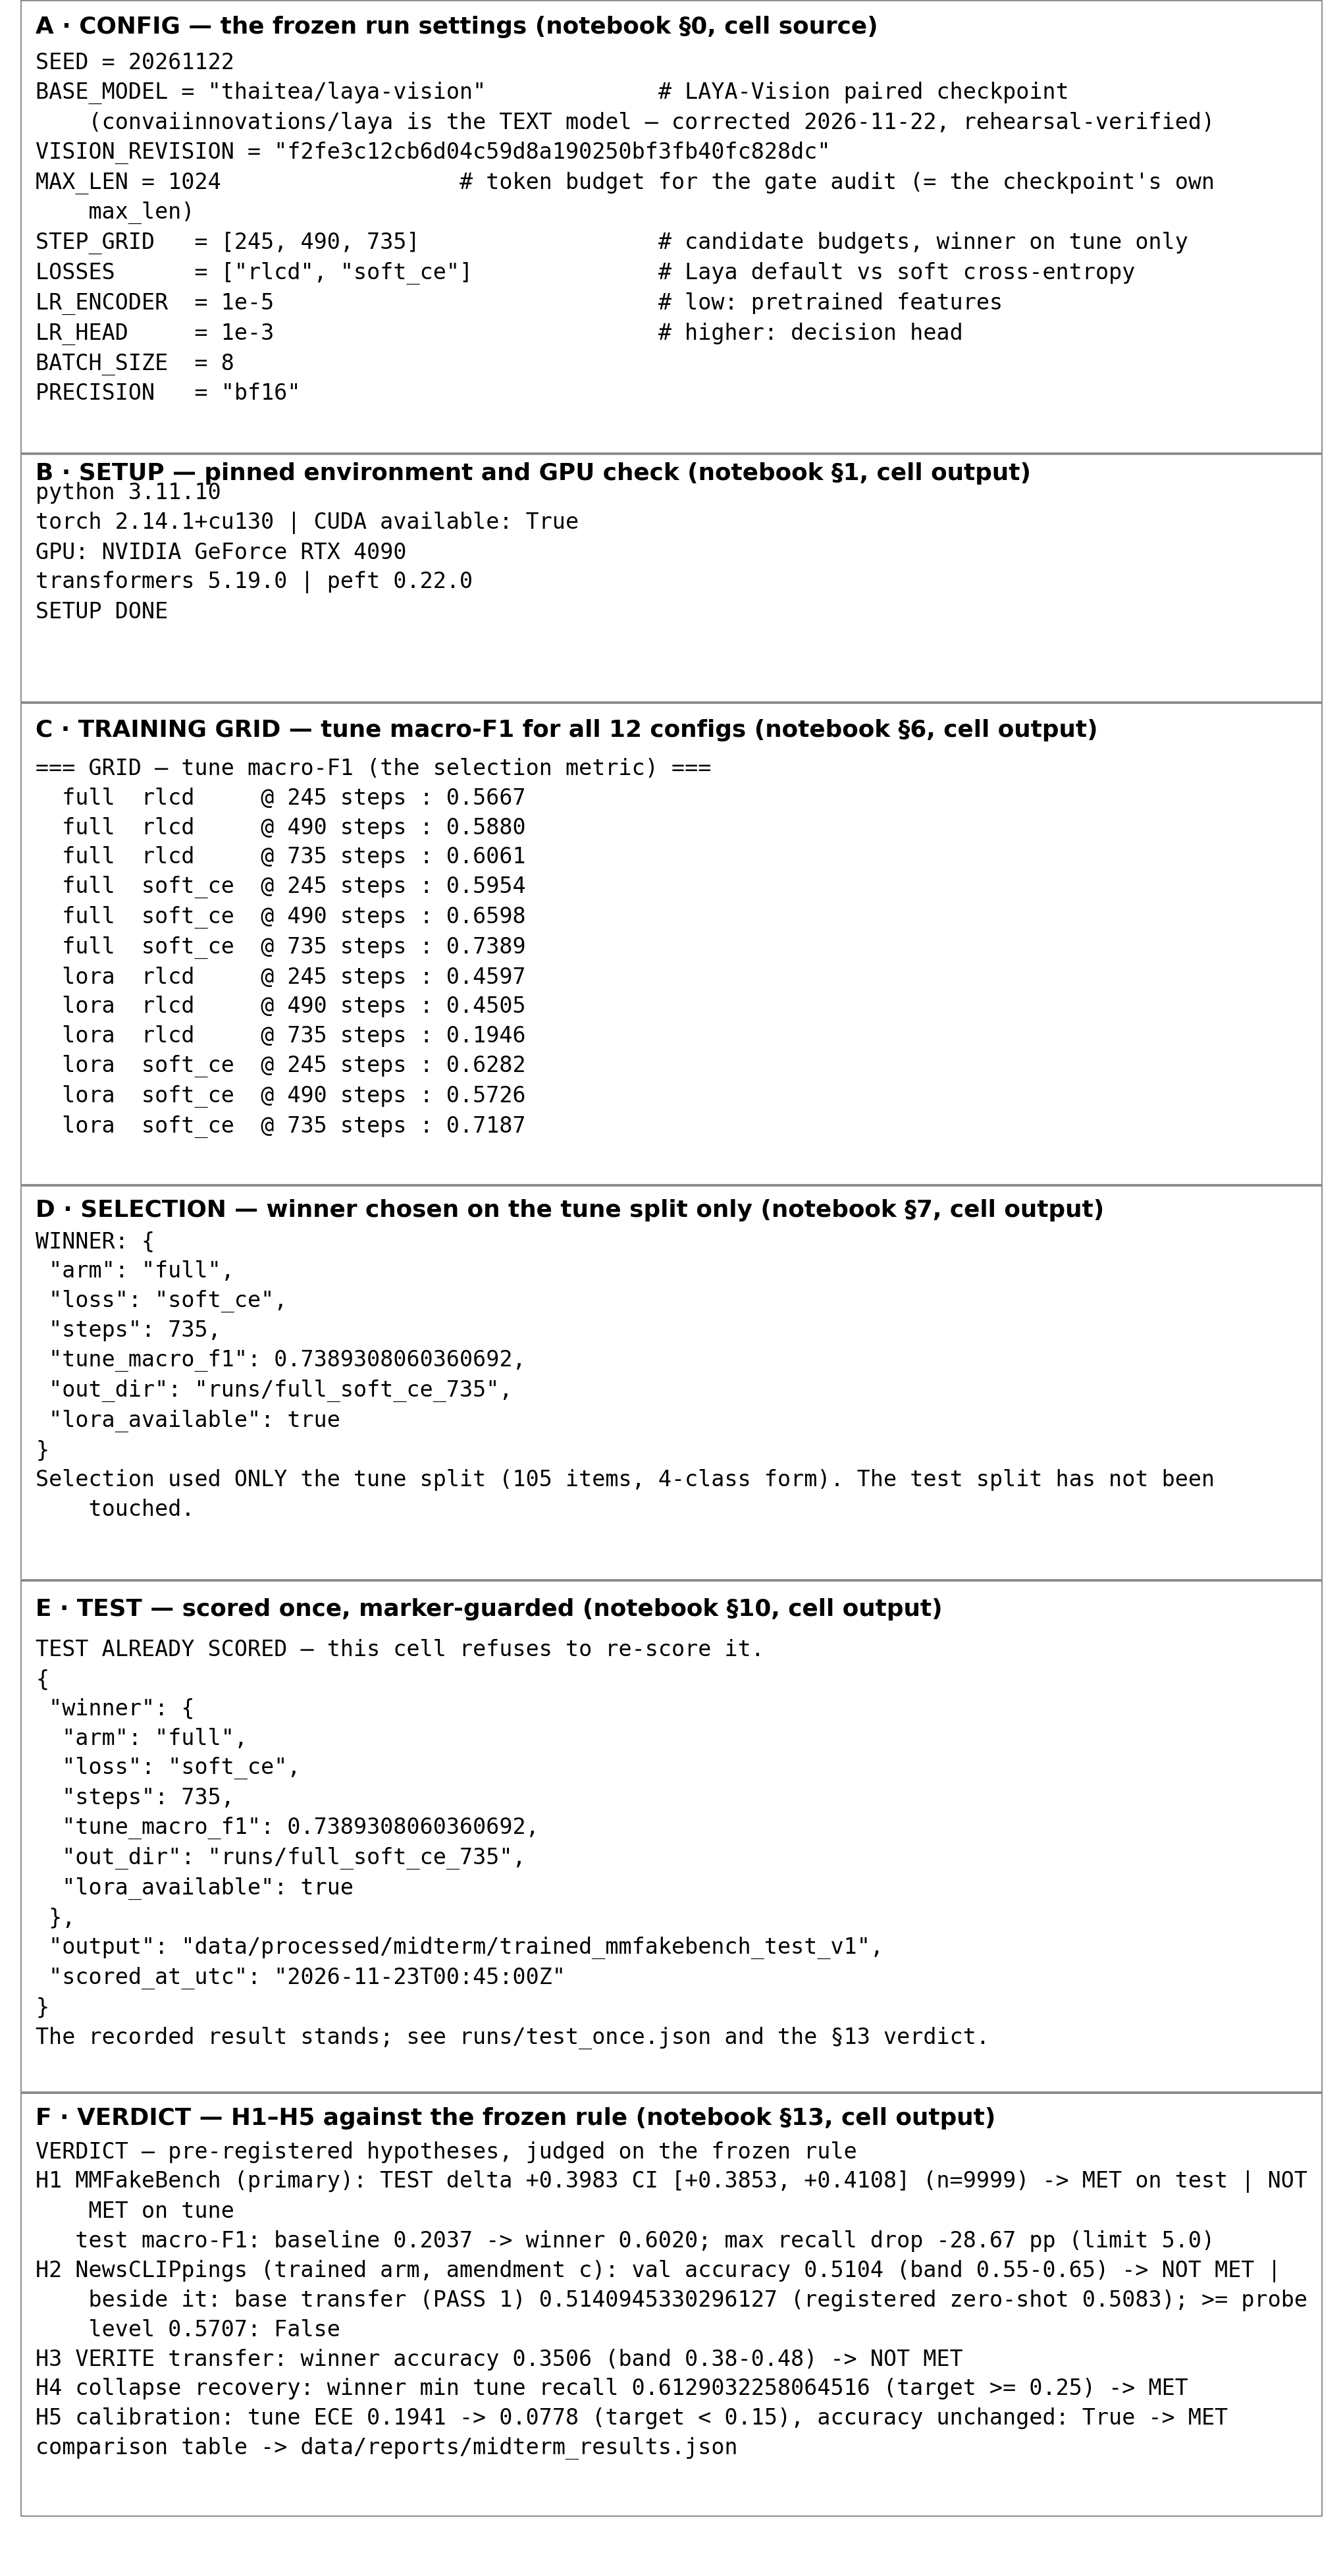 A · CONFIG — the frozen run settings (notebook §0, cell source)
SEED = 20261122
BASE_MODEL = "thaitea/laya-vision"             # LAYA-Vision paired checkpoint
    (convaiinnovations/laya is the TEXT model — corrected 2026-11-22, rehearsal-verified)
VISION_REVISION = "f2fe3c12cb6d04c59d8a190250bf3fb40fc828dc"
MAX_LEN = 1024                  # token budget for the gate audit (= the checkpoint's own
    max_len)
STEP_GRID   = [245, 490, 735]                  # candidate budgets, winner on tune only
LOSSES      = ["rlcd", "soft_ce"]              # Laya default vs soft cross-entropy
LR_ENCODER  = 1e-5                             # low: pretrained features
LR_HEAD     = 1e-3                             # higher: decision head
BATCH_SIZE  = 8
PRECISION   = "bf16"
B · SETUP — pinned environment and GPU check (notebook §1, cell output)
python 3.11.10
torch 2.14.1+cu130 | CUDA available: True
GPU: NVIDIA GeForce RTX 4090
transformers 5.19.0 | peft 0.22.0
SETUP DONE
C · TRAINING GRID — tune macro-F1 for all 12 configs (notebook §6, cell output)
=== GRID — tune macro-F1 (the selection metric) ===
  full  rlcd     @ 245 steps : 0.5667
  full  rlcd     @ 490 steps : 0.5880
  full  rlcd     @ 735 steps : 0.6061
  full  soft_ce  @ 245 steps : 0.5954
  full  soft_ce  @ 490 steps : 0.6598
  full  soft_ce  @ 735 steps : 0.7389
  lora  rlcd     @ 245 steps : 0.4597
  lora  rlcd     @ 490 steps : 0.4505
  lora  rlcd     @ 735 steps : 0.1946
  lora  soft_ce  @ 245 steps : 0.6282
  lora  soft_ce  @ 490 steps : 0.5726
  lora  soft_ce  @ 735 steps : 0.7187
D · SELECTION — winner chosen on the tune split only (notebook §7, cell output)
WINNER: {
 "arm": "full",
 "loss": "soft_ce",
 "steps": 735,
 "tune_macro_f1": 0.7389308060360692,
 "out_dir": "runs/full_soft_ce_735",
 "lora_available": true
}
Selection used ONLY the tune split (105 items, 4-class form). The test split has not been
    touched.
E · TEST — scored once, marker-guarded (notebook §10, cell output)
TEST ALREADY SCORED — this cell refuses to re-score it.
{
 "winner": {
  "arm": "full",
  "loss": "soft_ce",
  "steps": 735,
  "tune_macro_f1": 0.7389308060360692,
  "out_dir": "runs/full_soft_ce_735",
  "lora_available": true
 },
 "output": "data/processed/midterm/trained_mmfakebench_test_v1",
 "scored_at_utc": "2026-11-23T00:45:00Z"
}
The recorded result stands; see runs/test_once.json and the §13 verdict.
F · VERDICT — H1–H5 against the frozen rule (notebook §13, cell output)
VERDICT — pre-registered hypotheses, judged on the frozen rule
H1 MMFakeBench (primary): TEST delta +0.3983 CI [+0.3853, +0.4108] (n=9999) -> MET on test | NOT
    MET on tune
   test macro-F1: baseline 0.2037 -> winner 0.6020; max recall drop -28.67 pp (limit 5.0)
H2 NewsCLIPpings (trained arm, amendment c): val accuracy 0.5104 (band 0.55-0.65) -> NOT MET |
    beside it: base transfer (PASS 1) 0.5140945330296127 (registered zero-shot 0.5083); >= probe
    level 0.5707: False
H3 VERITE transfer: winner accuracy 0.3506 (band 0.38-0.48) -> NOT MET
H4 collapse recovery: winner min tune recall 0.6129032258064516 (target >= 0.25) -> MET
H5 calibration: tune ECE 0.1941 -> 0.0778 (target < 0.15), accuracy unchanged: True -> MET
comparison table -> data/reports/midterm_results.json